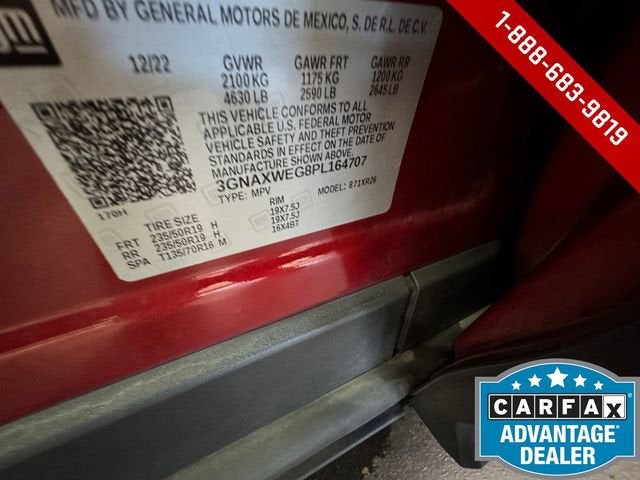 gm
MFD BY GENERAL MOTORS DE MEXICO, S. DE R.L. DE C.V.
12/22 GVWR GAWR FRT GAWR RR
2100 KG 1175 KG 1200 KG
4630 LB 2590 LB 2645 LB
THIS VEHICLE CONFORMS TO ALL
APPLICABLE U.S. FEDERAL MOTOR
VEHICLE SAFETY AND THEFT PREVENTION
STANDARDS IN EFFECT ON THE DATE OF
MANUFACTURE SHOWN ABOVE.
3GNAXWEG8PL164707
TYPE: MPV MODEL: 871XR26
170N
TIRE SIZE RIM
FRT 235/50R19 H 19X7.5J
RR 235/50R19 H 19X7.5J
SPA T135/70R16 M 16X4BT
1-888-683-9819
CARFAX
ADVANTAGE®
DEALER